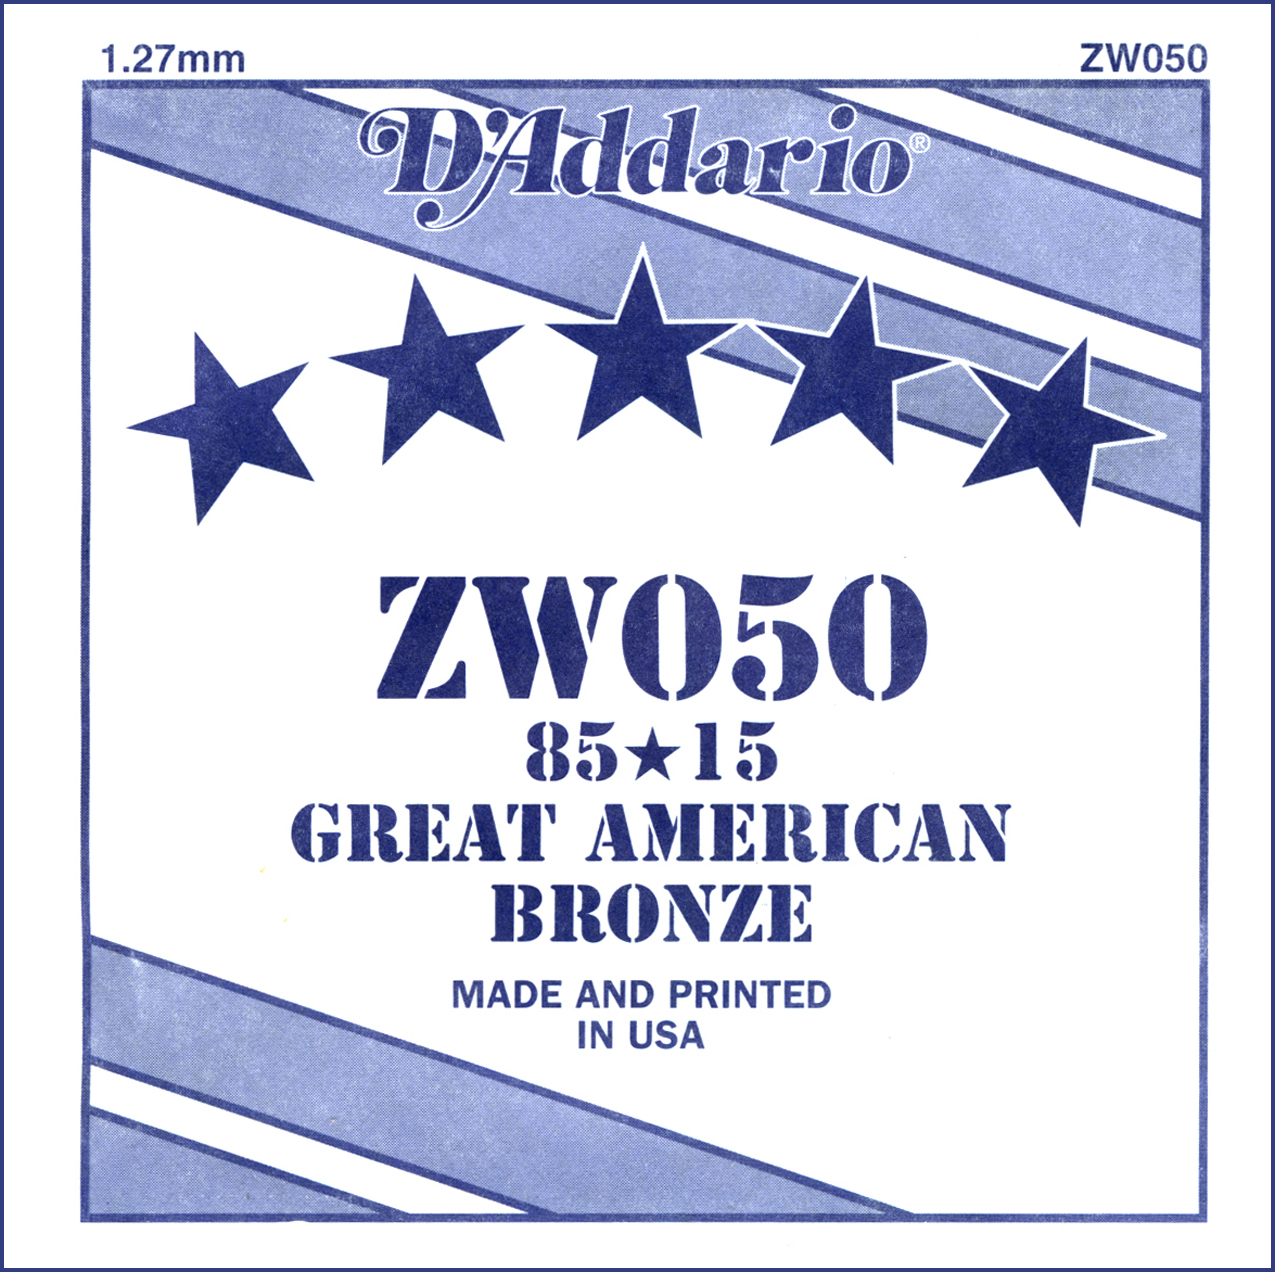 1.27mm ZW050
D'Addario®
ZW050
85★15
GREAT AMERICAN
BRONZE
MADE AND PRINTED
IN USA